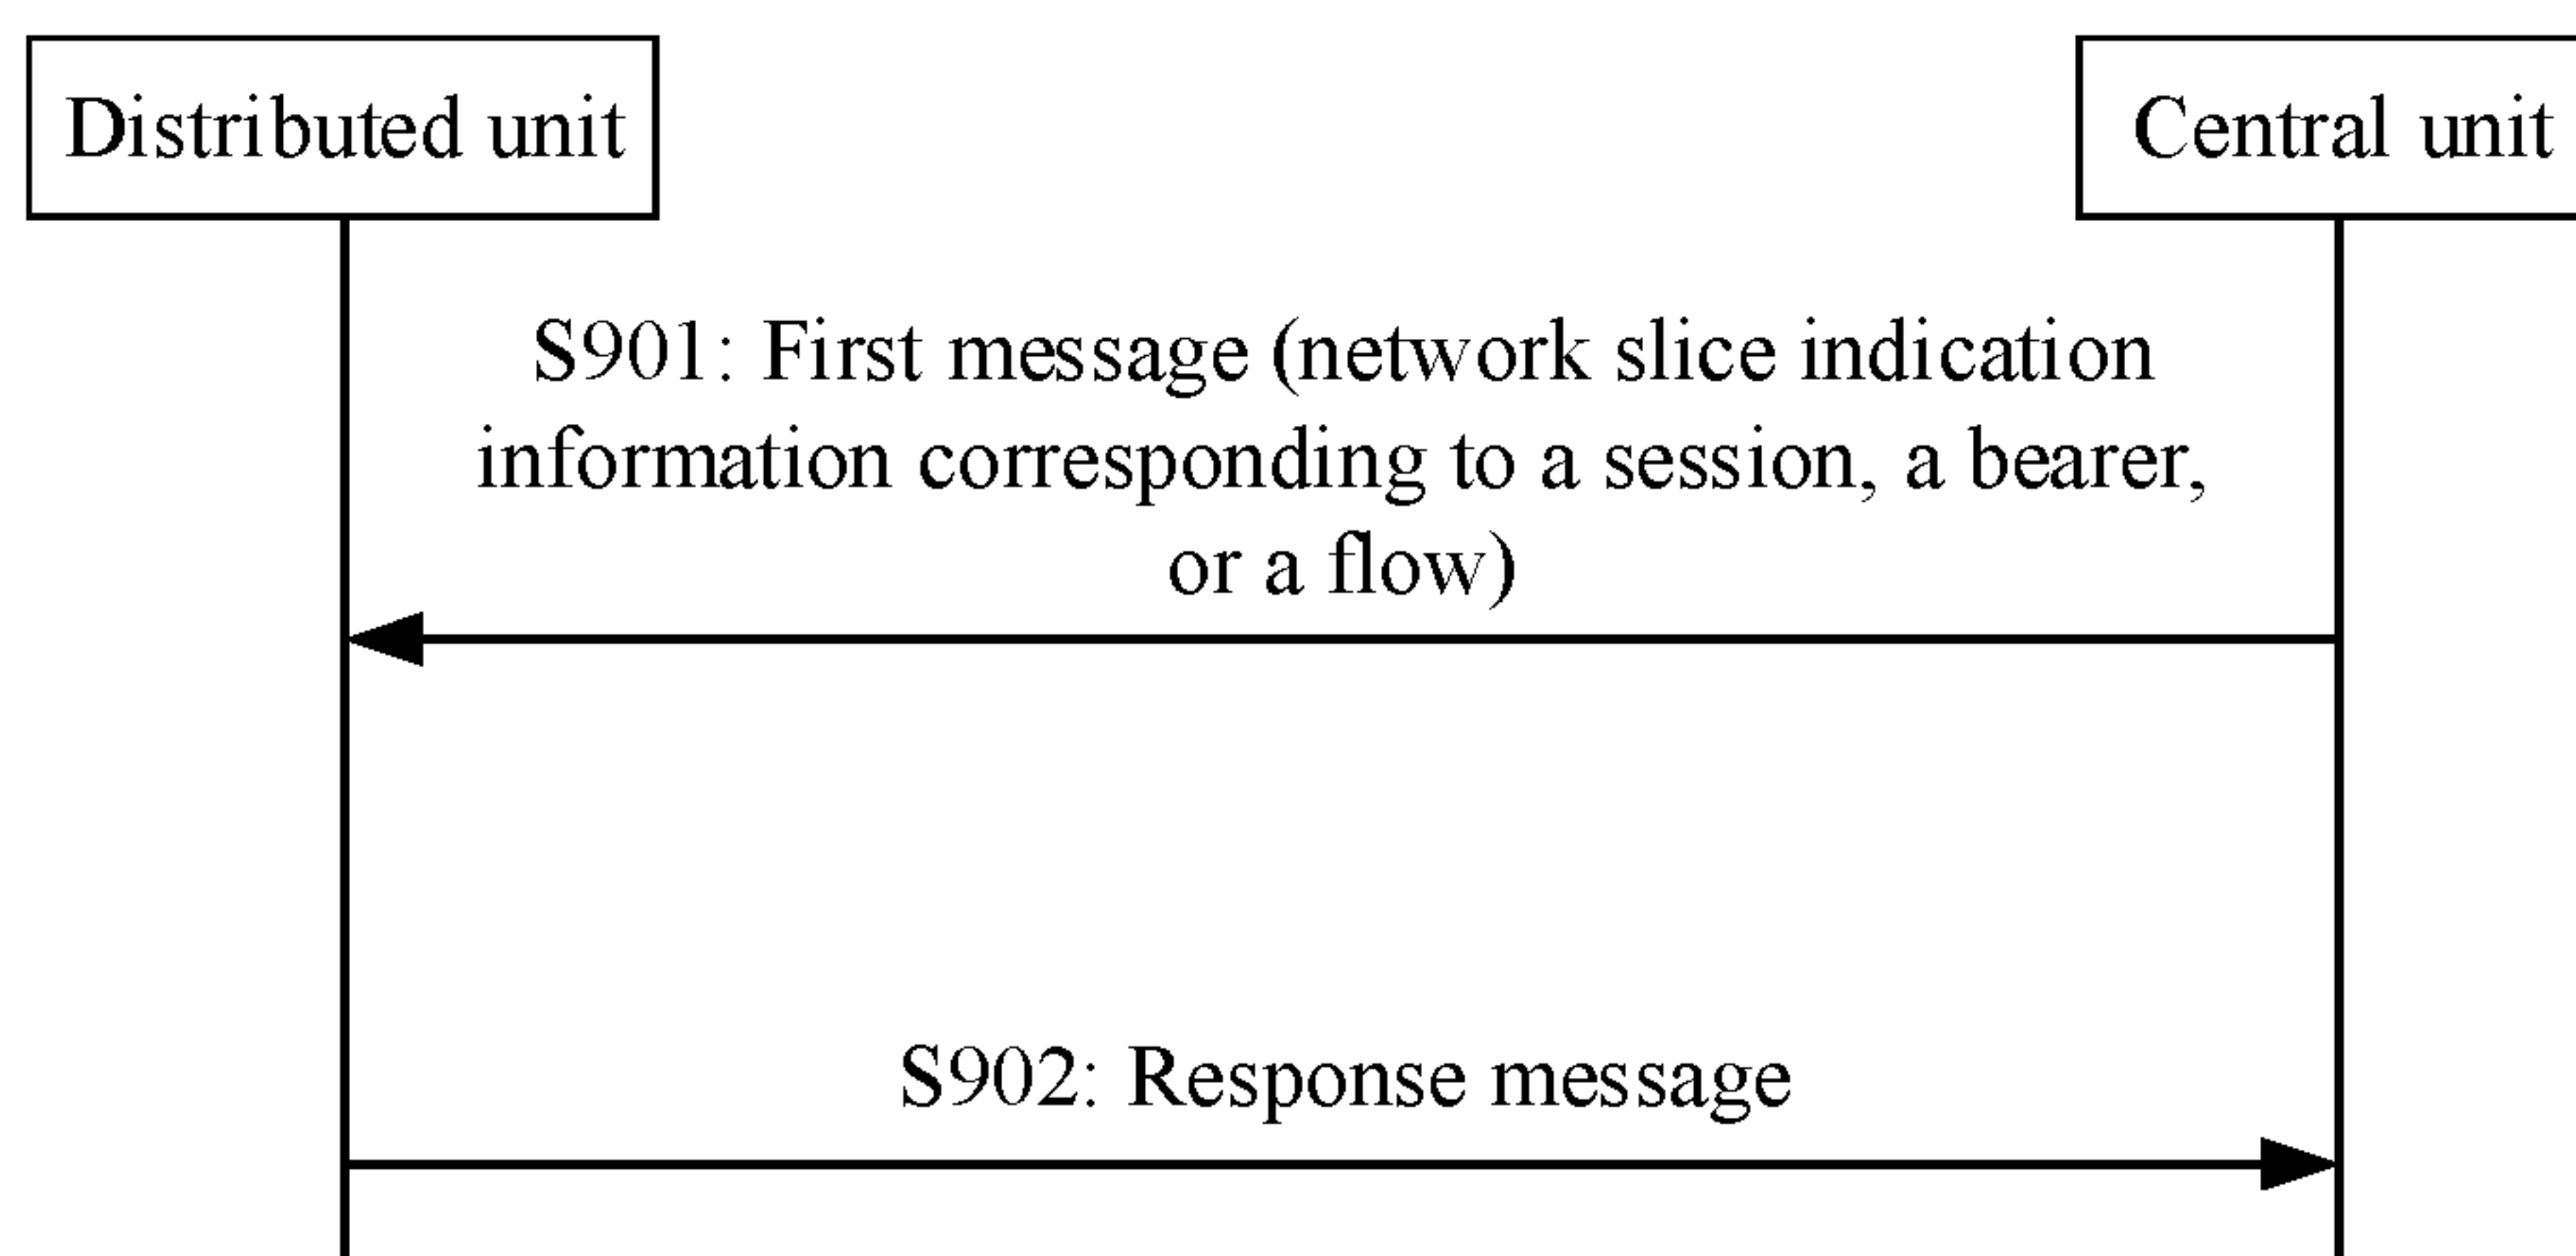 Distributed unit
Central unit
S901: First message (network slice indication
information corresponding to a session, a bearer,
or a flow)
S902: Response message